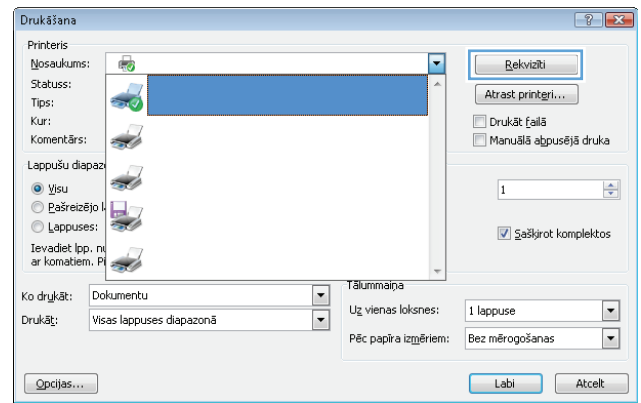 Drukāšana
Printeris
Nosaukums:
Rekvizīti
Statuss:
Atrast printeri...
Tips:
Kur:
Drukāt failā
Komentārs:
Manuālā abpusējā druka
Lappušu diapazo
Visu
1
Pašreizējo l
Lappuses:
Sašķirot komplektos
Ievadiet lpp. nu
ar komatiem. Pi
Tālummaiņa
Ko drukāt: Dokumentu
Uz vienas loksnes: 1 lappuse
Drukāt: Visas lappuses diapazonā
Pēc papīra izmēriem: Bez mērogošanas
Opcijas...
Labi
Atcelt